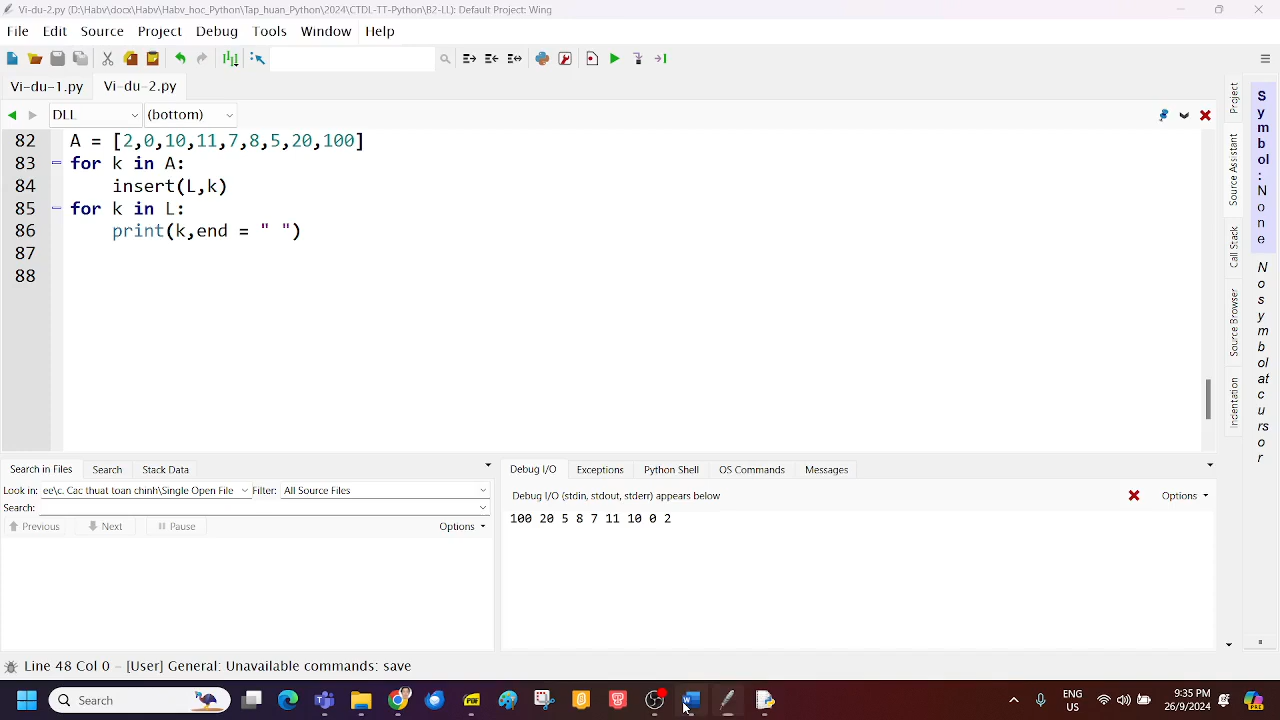 Vi-du-2.py (D:\Habv\docx\Habv\Habv_hoc_Python\Tap_huan_Python\2024\CTDL-TT-Python\B2-LL): Default Project: Wing
File Edit Source Project Debug Tools Window Help
Vi-du-1.py Vi-du-2.py
DLL (bottom)
82 A = [2,0,10,11,7,8,5,20,100]
83 for k in A:
84 insert(L,k)
85 for k in L:
86 print(k,end = " ")
87
88
Project
Source Assistant
Call Stack
Source Browser
Indentation
Symbol: None
No symbol at cursor
Search in Files Search Stack Data
Look in: ee\c. Cac thuat toan chinh\Single Open File Filter: All Source Files
Search:
Previous Next Pause Options
Debug I/O Exceptions Python Shell OS Commands Messages
Debug I/O (stdin, stdout, stderr) appears below Options
100 20 5 8 7 11 10 0 2
Line 48 Col 0 – [User] General: Unavailable commands: save
Search
ENG
US
9:35 PM
26/9/2024